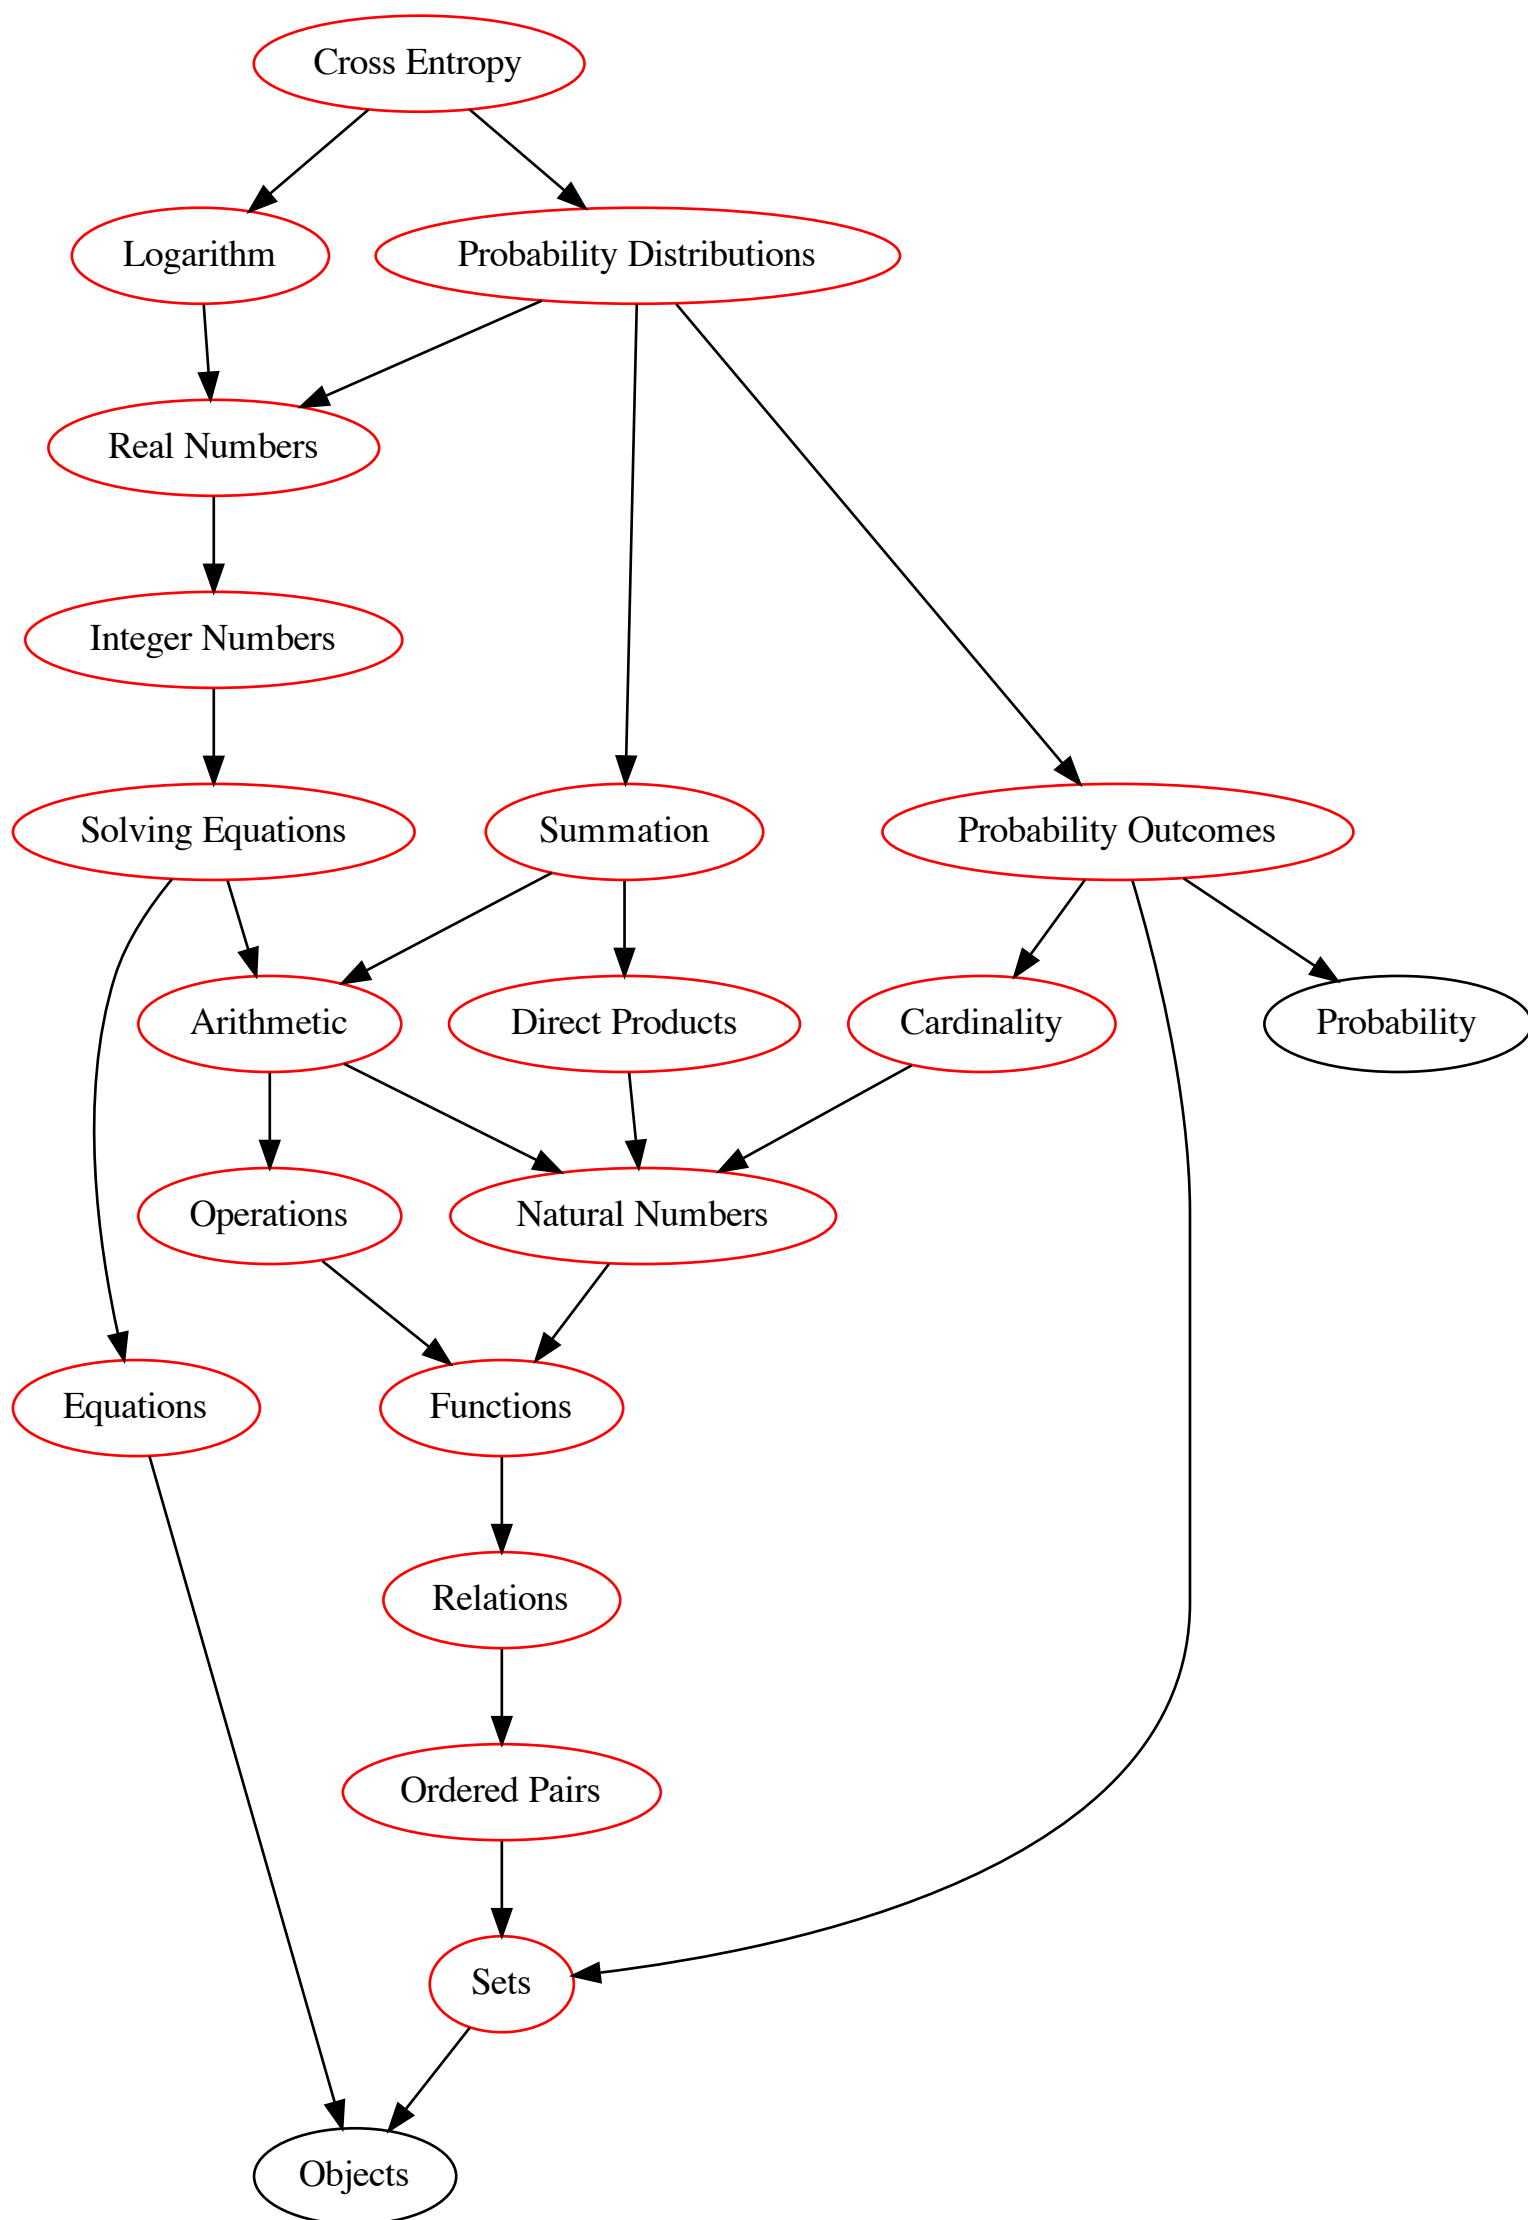 Cross Entropy
Logarithm
Probability Distributions
Real Numbers
Integer Numbers
Solving Equations
Summation
Probability Outcomes
Arithmetic
Direct Products
Cardinality
Probability
Operations
Natural Numbers
Equations
Functions
Relations
Ordered Pairs
Sets
Objects